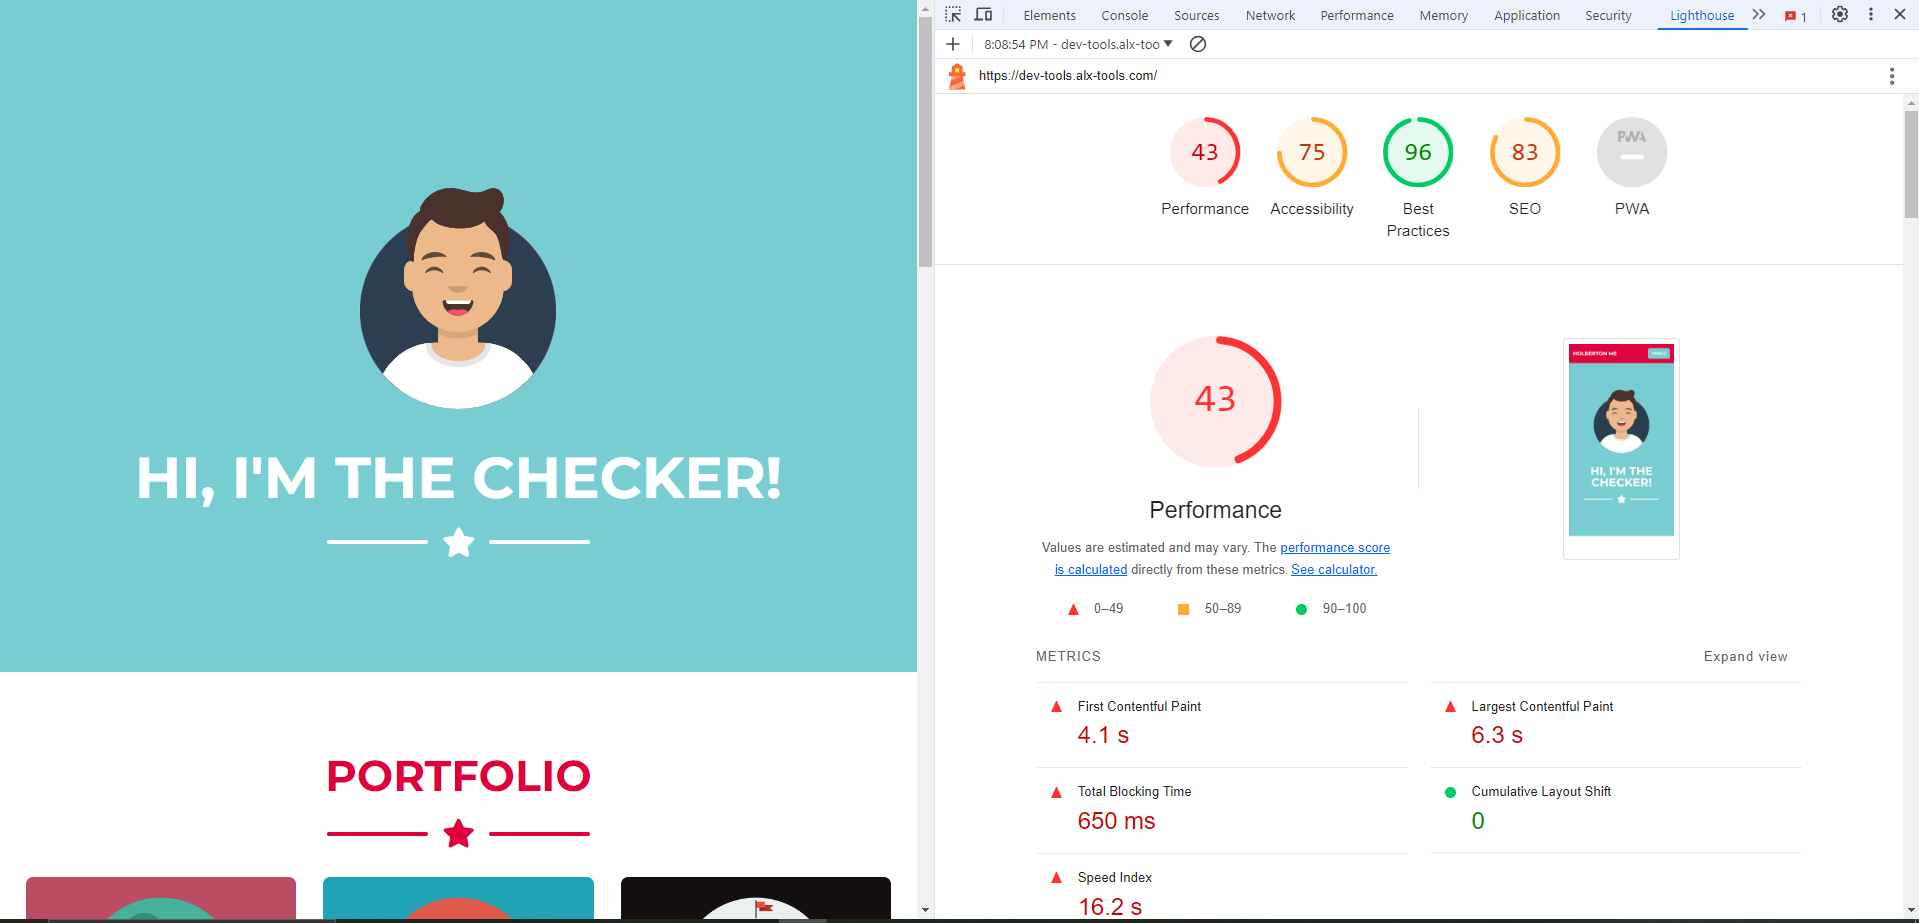 HI, I'M THE CHECKER!
PORTFOLIO
Elements Console Sources Network Performance Memory Application Security Lighthouse 1
8:08:54 PM - dev-tools.alx-too
https://dev-tools.alx-tools.com/
43 75 96 83 PWA
Performance Accessibility Best Practices SEO PWA
43
Performance
Values are estimated and may vary. The performance score
is calculated directly from these metrics. See calculator.
0–49 50–89 90–100
HOLBERTON ME
HI, I'M THE
CHECKER!
METRICS Expand view
First Contentful Paint
4.1 s
Largest Contentful Paint
6.3 s
Total Blocking Time
650 ms
Cumulative Layout Shift
0
Speed Index
16.2 s